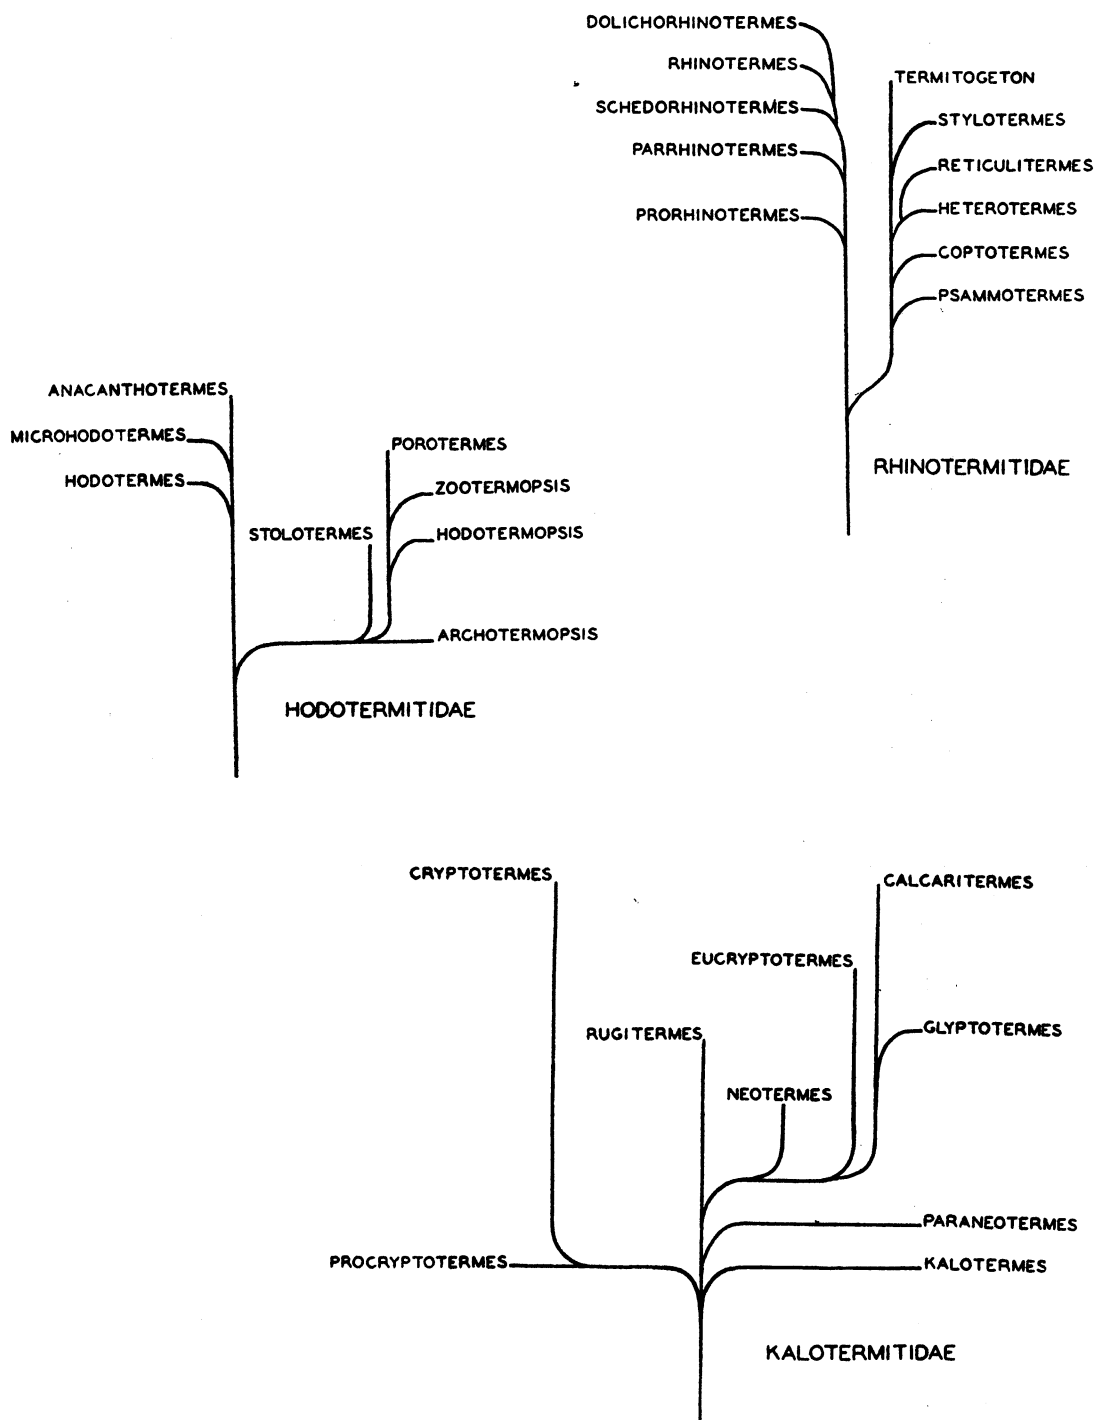 DOLICHORHINOTERMES
RHINOTERMES
SCHEDORHINOTERMES
PARRHINOTERMES
PRORHINOTERMES
TERMITOGETON
STYLOTERMES
RETICULITERMES
HETEROTERMES
COPTOTERMES
PSAMMOTERMES
RHINOTERMITIDAE
ANACANTHOTERMES
MICROHODOTERMES
HODOTERMES
STOLOTERMES
POROTERMES
ZOOTERMOPSIS
HODOTERMOPSIS
ARCHOTERMOPSIS
HODOTERMITIDAE
CRYPTOTERMES
PROCRYPTOTERMES
RUGITERMES
NEOTERMES
EUCRYPTOTERMES
CALCARITERMES
GLYPTOTERMES
PARANEOTERMES
KALOTERMES
KALOTERMITIDAE